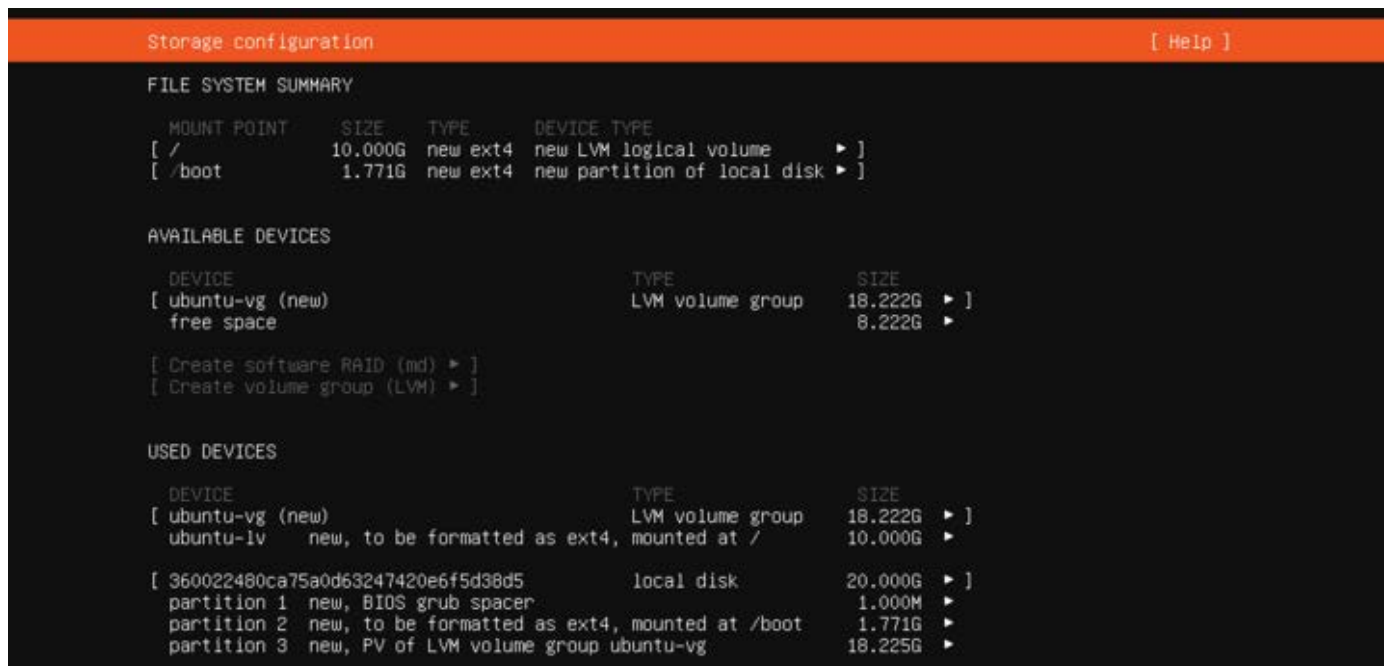 Storage configuration [ Help ]
FILE SYSTEM SUMMARY
MOUNT POINT SIZE TYPE DEVICE TYPE
[ / 10.000G new ext4 new LVM logical volume ▸ ]
[ /boot 1.771G new ext4 new partition of local disk ▸ ]
AVAILABLE DEVICES
DEVICE TYPE SIZE
[ ubuntu-vg (new) LVM volume group 18.222G ▸ ]
free space 8.222G ▸
[ Create software RAID (md) ▸ ]
[ Create volume group (LVM) ▸ ]
USED DEVICES
DEVICE TYPE SIZE
[ ubuntu-vg (new) LVM volume group 18.222G ▸ ]
ubuntu-lv new, to be formatted as ext4, mounted at / 10.000G ▸
[ 360022480ca75a0d63247420e6f5d38d5 local disk 20.000G ▸ ]
partition 1 new, BIOS grub spacer 1.000M ▸
partition 2 new, to be formatted as ext4, mounted at /boot 1.771G ▸
partition 3 new, PV of LVM volume group ubuntu-vg 18.225G ▸